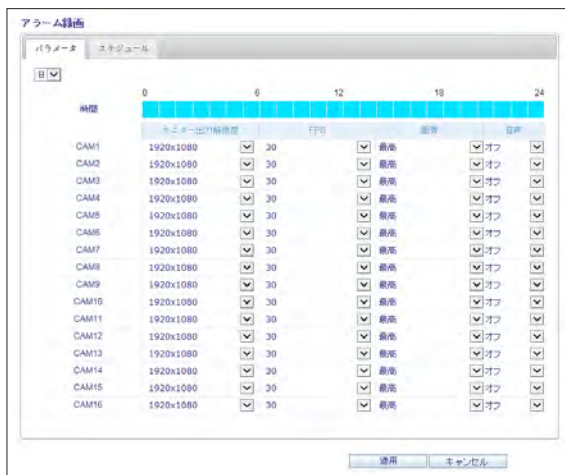 アラーム録画
パラメータ スケジュール
日
0 6 12 18 24
時間
モニター出力解像度 FPS 画質 音声
CAM1 1920x1080 30 最高 オフ
CAM2 1920x1080 30 最高 オフ
CAM3 1920x1080 30 最高 オフ
CAM4 1920x1080 30 最高 オフ
CAM5 1920x1080 30 最高 オフ
CAM6 1920x1080 30 最高 オフ
CAM7 1920x1080 30 最高 オフ
CAM8 1920x1080 30 最高 オフ
CAM9 1920x1080 30 最高 オフ
CAM10 1920x1080 30 最高 オフ
CAM11 1920x1080 30 最高 オフ
CAM12 1920x1080 30 最高 オフ
CAM13 1920x1080 30 最高 オフ
CAM14 1920x1080 30 最高 オフ
CAM15 1920x1080 30 最高 オフ
CAM16 1920x1080 30 最高 オフ
適用 キャンセル